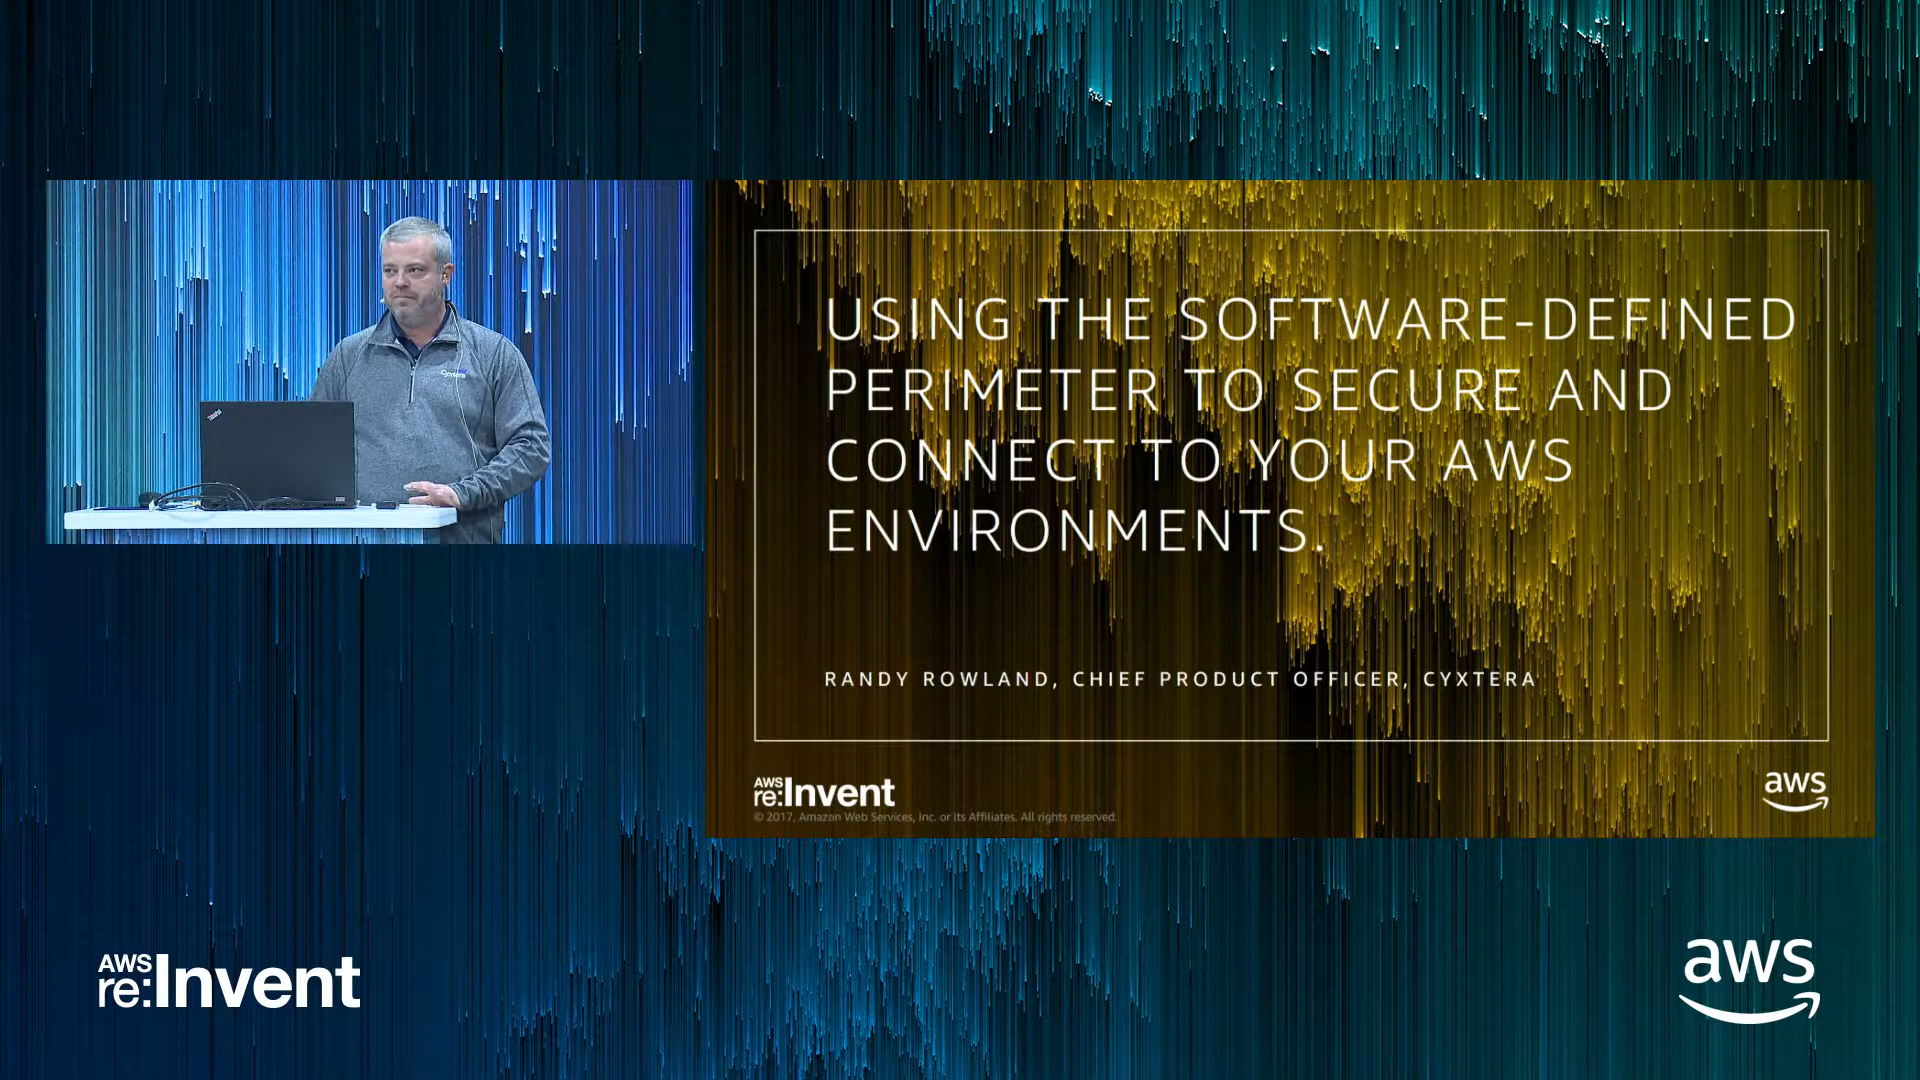 Cyxtera
ThinkPad
USING THE SOFTWARE-DEFINED
PERIMETER TO SECURE AND
CONNECT TO YOUR AWS
ENVIRONMENTS.
RANDY ROWLAND, CHIEF PRODUCT OFFICER, CYXTERA
AWS
re:Invent
© 2017, Amazon Web Services, Inc. or its Affiliates. All rights reserved.
aws
AWS
re:Invent
aws